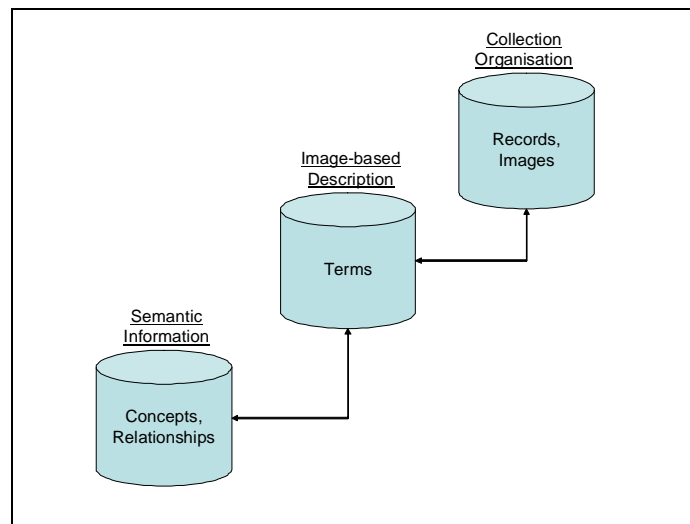 Collection
Organisation
Records,
Images
Image-based
Description
Terms
Semantic
Information
Concepts,
Relationships